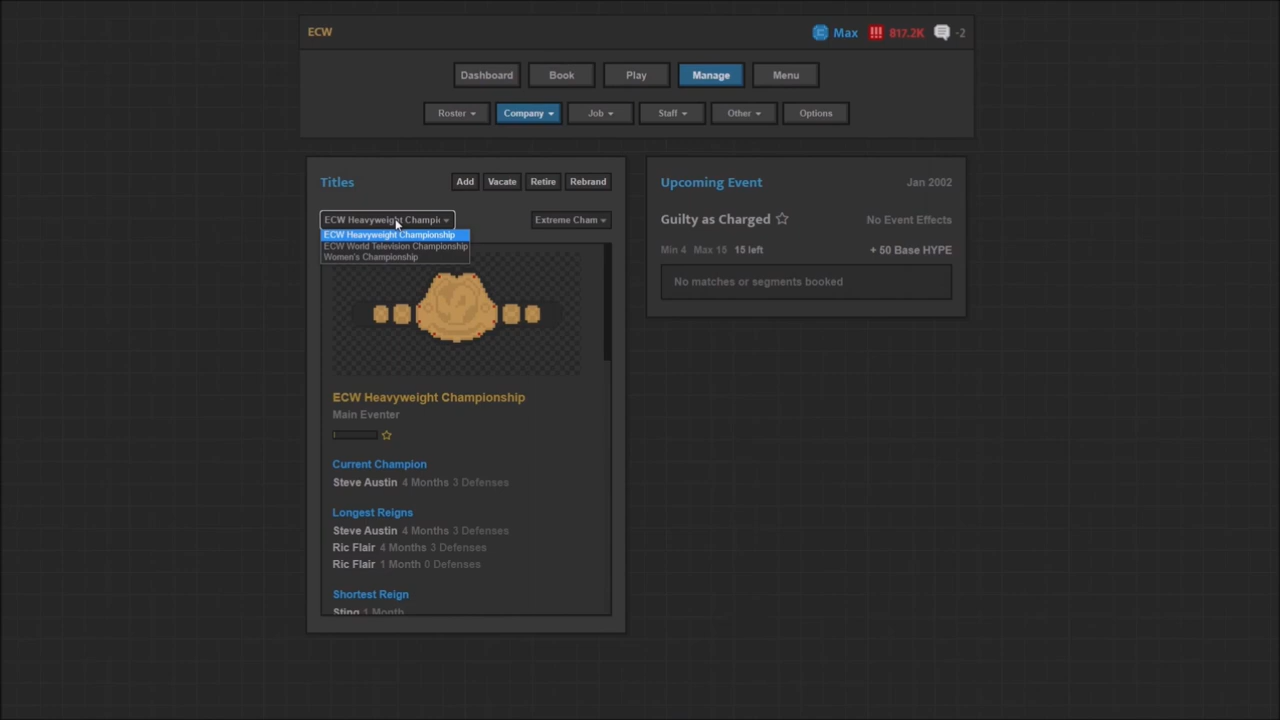 ECW
Max 817.2K -2
Dashboard Book Play Manage Menu
Roster Company Job Staff Other Options
Titles Add Vacate Retire Rebrand
ECW Heavyweight Champi Extreme Cham
ECW Heavyweight Championship
ECW World Television Championship
Women's Championship
ECW Heavyweight Championship
Main Eventer
Current Champion
Steve Austin 4 Months 3 Defenses
Longest Reigns
Steve Austin 4 Months 3 Defenses
Ric Flair 4 Months 3 Defenses
Ric Flair 1 Month 0 Defenses
Shortest Reign
Sting 1 Month
Upcoming Event Jan 2002
Guilty as Charged No Event Effects
Min 4 Max 15 15 left + 50 Base HYPE
No matches or segments booked